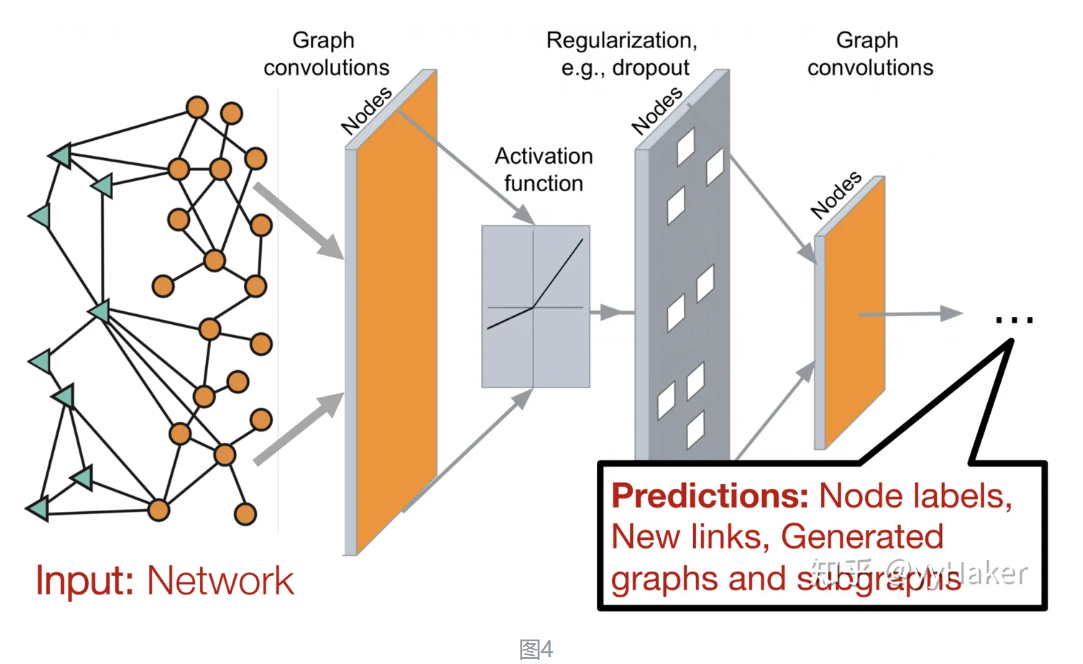 Graph
convolutions
Regularization,
e.g., dropout
Graph
convolutions
Nodes
Nodes
Activation
function
Nodes
...
Predictions: Node labels,
New links, Generated
graphs and subgraphs
Input: Network
知乎 @yyHaker
图4